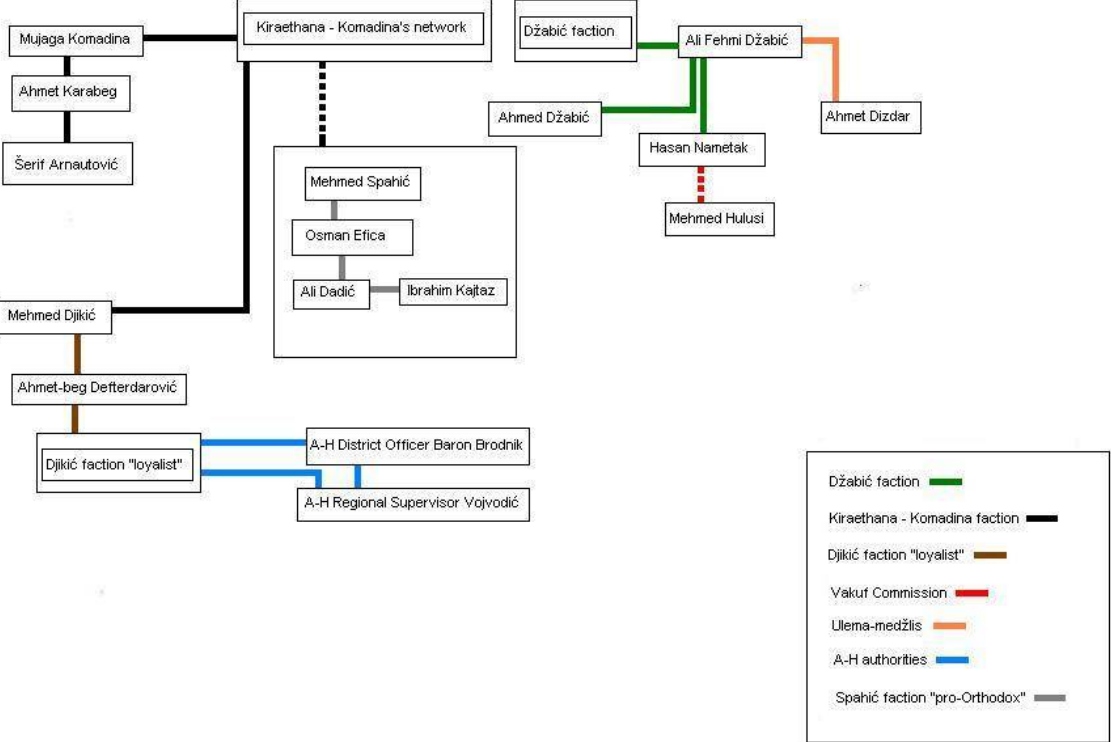 Mujaga Komadina
Kiraethana - Komadina's network
Džabić faction
Ali Fehmi Džabić
Ahmet Karabeg
Ahmed Džabić
Ahmet Dizdar
Šerif Arnautović
Hasan Nametak
Mehmed Spahić
Mehmed Hulusi
Osman Efica
Ali Dadić
Ibrahim Kajtaz
Mehmed Djikić
Ahmet-beg Defterdarović
Djikić faction "loyalist"
A-H District Officer Baron Brodnik
A-H Regional Supervisor Vojvodić
Džabić faction
Kiraethana - Komadina faction
Djikić faction "loyalist"
Vakuf Commission
Ulema-medžlis
A-H authorities
Spahić faction "pro-Orthodox"